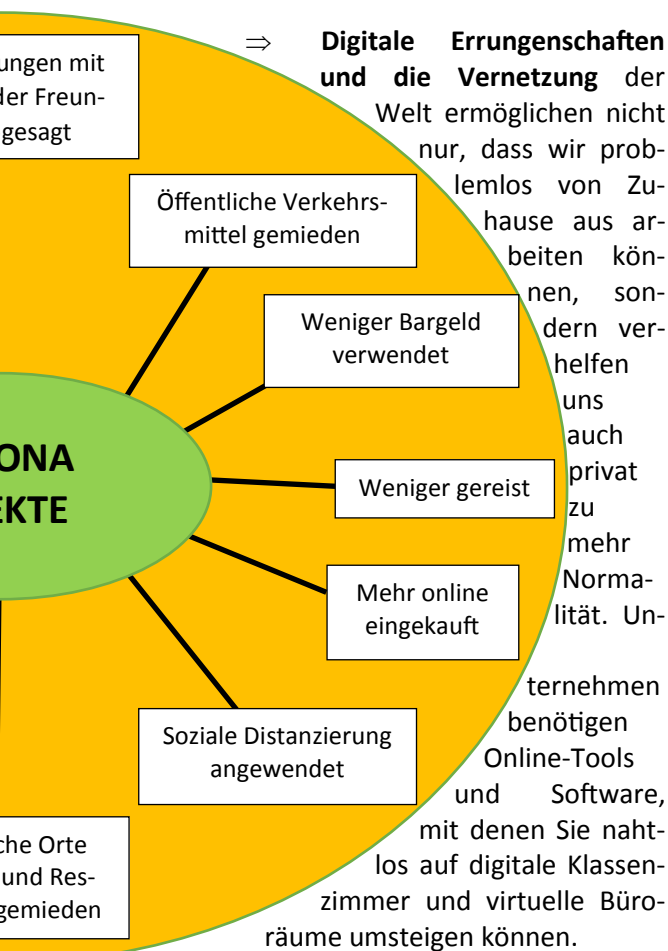 ungen mit
der Freun-
gesagt
Öffentliche Verkehrs-
mittel gemieden
Weniger Bargeld
verwendet
ONA
EKTE
Weniger gereist
Mehr online
eingekauft
Soziale Distanzierung
angewendet
che Orte
und Res-
gemieden
⇒ Digitale Errungenschaften
und die Vernetzung der
Welt ermöglichen nicht
nur, dass wir prob-
lemlos von Zu-
hause aus ar-
beiten kön-
nen, son-
dern ver-
helfen
uns
auch
privat
zu
mehr
Norma-
lität. Un-
ternehmen
benötigen
Online-Tools
und Software,
mit denen Sie naht-
los auf digitale Klassen-
zimmer und virtuelle Büro-
räume umsteigen können.